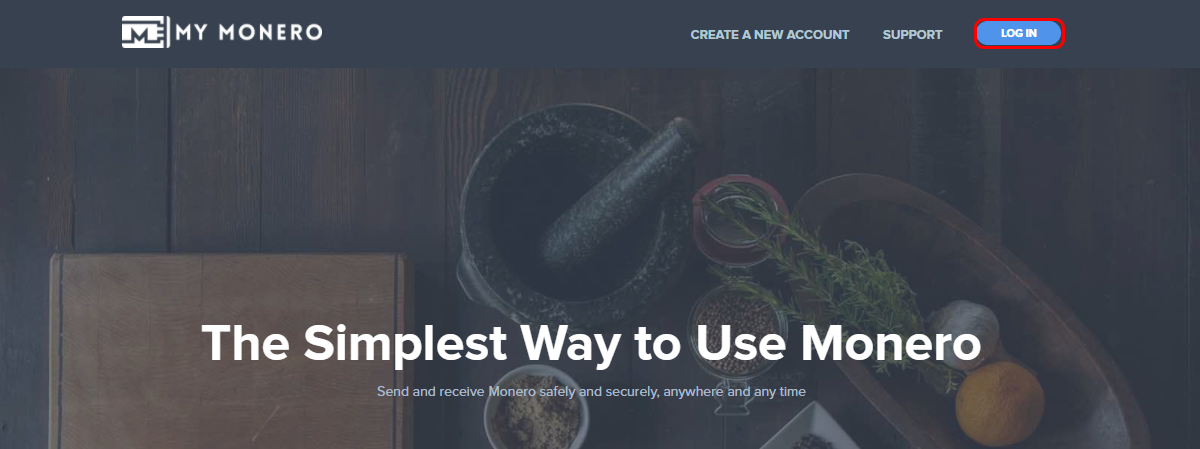 ME MY MONERO
CREATE A NEW ACCOUNT
SUPPORT
LOG IN
The Simplest Way to Use Monero
Send and receive Monero safely and securely, anywhere and any time